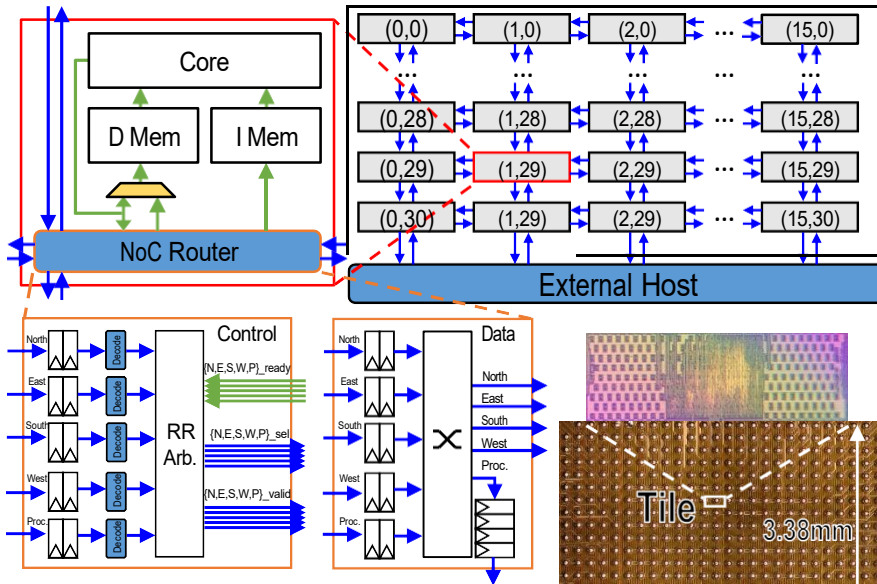 Core
D Mem
I Mem
NoC Router
(0,0) (1,0) (2,0) ... (15,0)
... ... ... ... ...
(0,28) (1,28) (2,28) ... (15,28)
(0,29) (1,29) (2,29) ... (15,29)
(0,30) (1,29) (2,29) ... (15,30)
External Host
Control
North
Decode
East
Decode
South
Decode
West
Decode
Proc.
Decode
RR
Arb.
{N,E,S,W,P}_ready
{N,E,S,W,P}_sel
{N,E,S,W,P}_valid
Data
North
East
South
West
Proc.
North
East
South
West
Proc.
Tile
3.38mm